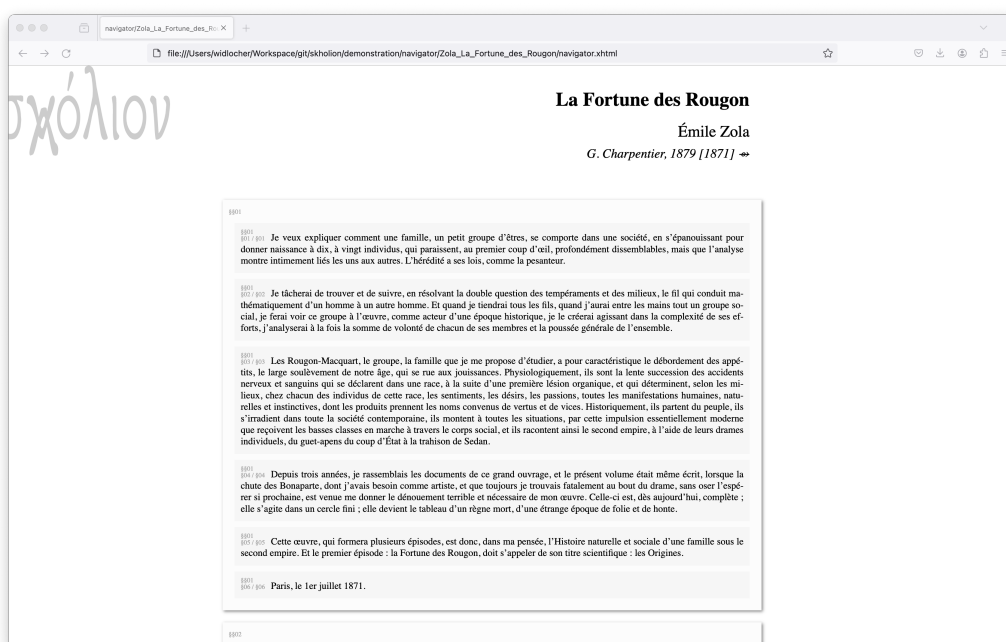 navigator/Zola_La_Fortune_des_Ro
file:///Users/widlocher/Workspace/git/skholion/demonstration/navigator/Zola_La_Fortune_des_Rougon/navigator.xhtml
σχόλιον
La Fortune des Rougon
Émile Zola
G. Charpentier, 1879 [1871]
§§01
§§01
§01 / §01 Je veux expliquer comment une famille, un petit groupe d’êtres, se comporte dans une société, en s’épanouissant pour
donner naissance à dix, à vingt individus, qui paraissent, au premier coup d’œil, profondément dissemblables, mais que l’analyse
montre intimement liés les uns aux autres. L’hérédité a ses lois, comme la pesanteur.
§§01
§02 / §02 Je tâcherai de trouver et de suivre, en résolvant la double question des tempéraments et des milieux, le fil qui conduit ma-
thématiquement d’un homme à un autre homme. Et quand je tiendrai tous les fils, quand j’aurai entre les mains tout un groupe so-
cial, je ferai voir ce groupe à l’œuvre, comme acteur d’une époque historique, je le créerai agissant dans la complexité de ses ef-
forts, j’analyserai à la fois la somme de volonté de chacun de ses membres et la poussée générale de l’ensemble.
§§01
§03 / §03 Les Rougon-Macquart, le groupe, la famille que je me propose d’étudier, a pour caractéristique le débordement des appé-
tits, le large soulèvement de notre âge, qui se rue aux jouissances. Physiologiquement, ils sont la lente succession des accidents
nerveux et sanguins qui se déclarent dans une race, à la suite d’une première lésion organique, et qui déterminent, selon les mi-
lieux, chez chacun des individus de cette race, les sentiments, les désirs, les passions, toutes les manifestations humaines, natu-
relles et instinctives, dont les produits prennent les noms convenus de vertus et de vices. Historiquement, ils partent du peuple, ils
s’irradient dans toute la société contemporaine, ils montent à toutes les situations, par cette impulsion essentiellement moderne
que reçoivent les basses classes en marche à travers le corps social, et ils racontent ainsi le second empire, à l’aide de leurs drames
individuels, du guet-apens du coup d’État à la trahison de Sedan.
§§01
§04 / §04 Depuis trois années, je rassemblais les documents de ce grand ouvrage, et le présent volume était même écrit, lorsque la
chute des Bonaparte, dont j’avais besoin comme artiste, et que toujours je trouvais fatalement au bout du drame, sans oser l’espé-
rer si prochaine, est venue me donner le dénouement terrible et nécessaire de mon œuvre. Celle-ci est, dès aujourd’hui, complète ;
elle s’agite dans un cercle fini ; elle devient le tableau d’un règne mort, d’une étrange époque de folie et de honte.
§§01
§05 / §05 Cette œuvre, qui formera plusieurs épisodes, est donc, dans ma pensée, l’Histoire naturelle et sociale d’une famille sous le
second empire. Et le premier épisode : la Fortune des Rougon, doit s’appeler de son titre scientifique : les Origines.
§§01
§06 / §06 Paris, le 1er juillet 1871.
§§02